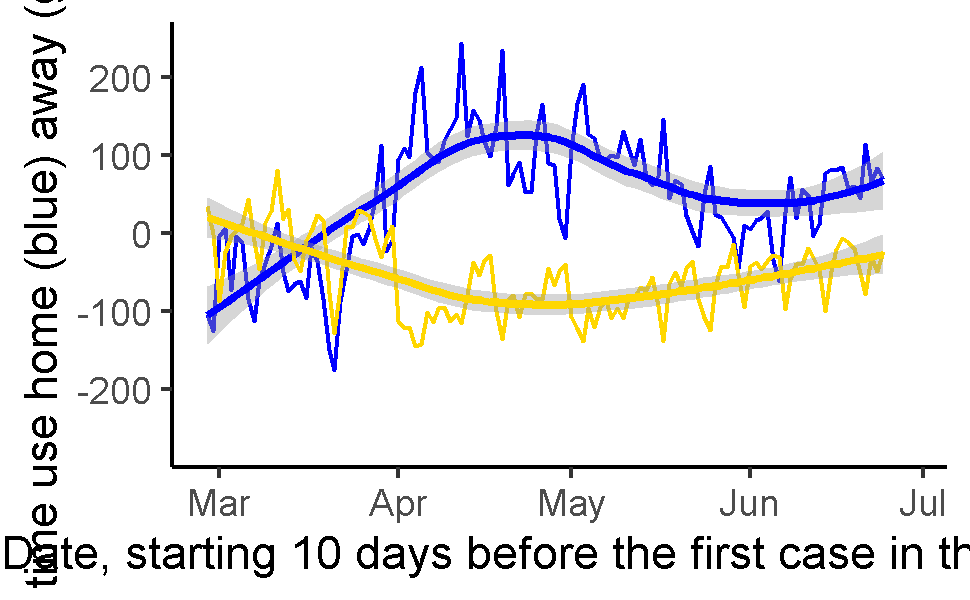 time use home (blue) away (
200
100
0
-100
-200
Mar Apr May Jun Jul
Date, starting 10 days before the first case in th